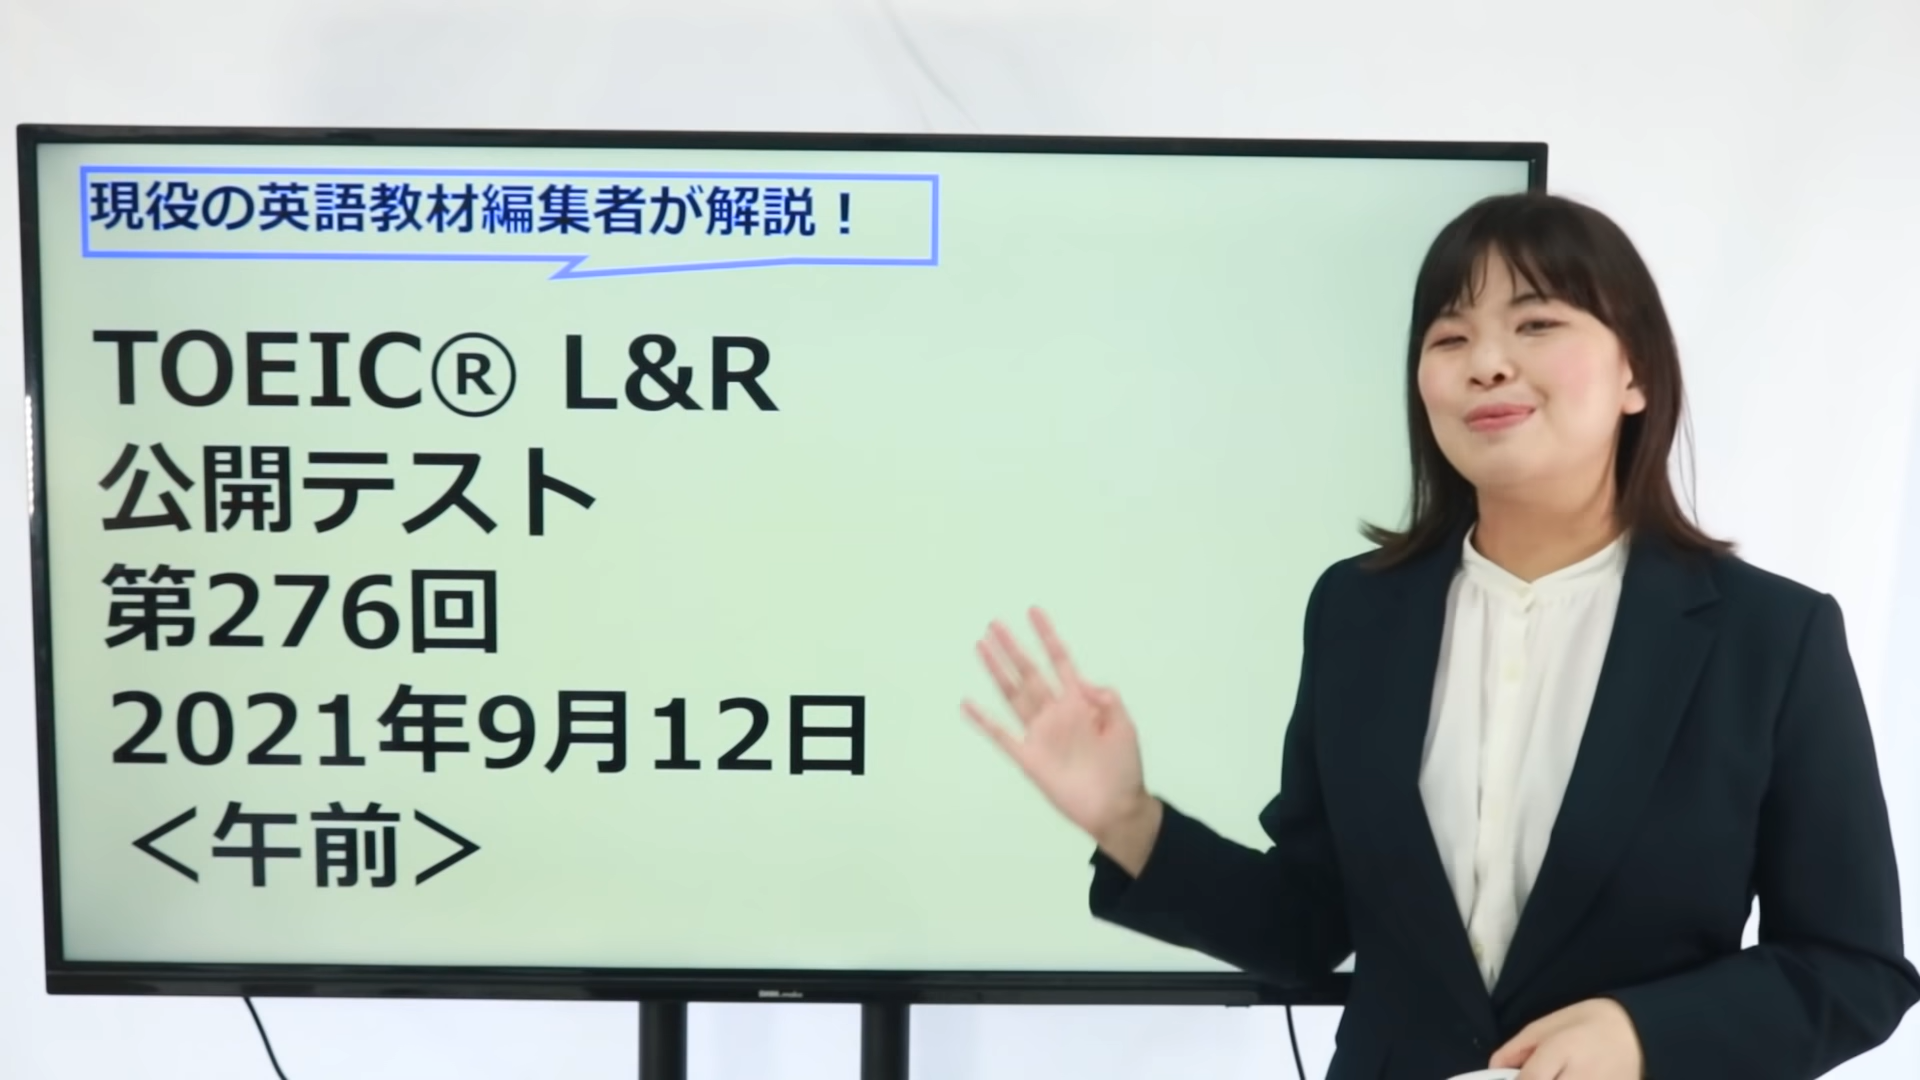 現役の英語教材編集者が解説！
TOEIC® L&R
公開テスト
第276回
2021年9月12日
＜午前＞